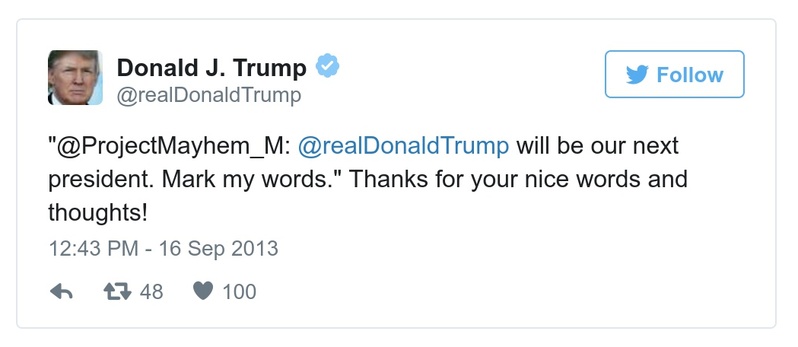 Donald J. Trump
@realDonaldTrump
Follow
"@ProjectMayhem_M: @realDonaldTrump will be our next
president. Mark my words." Thanks for your nice words and
thoughts!
12:43 PM - 16 Sep 2013
48 100